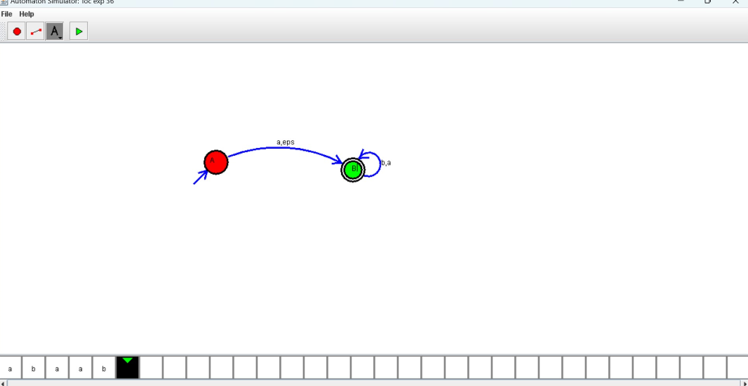 Automaton Simulator: Toc exp 36
File Help
A
a,eps
A
B
b,a
a b a a b